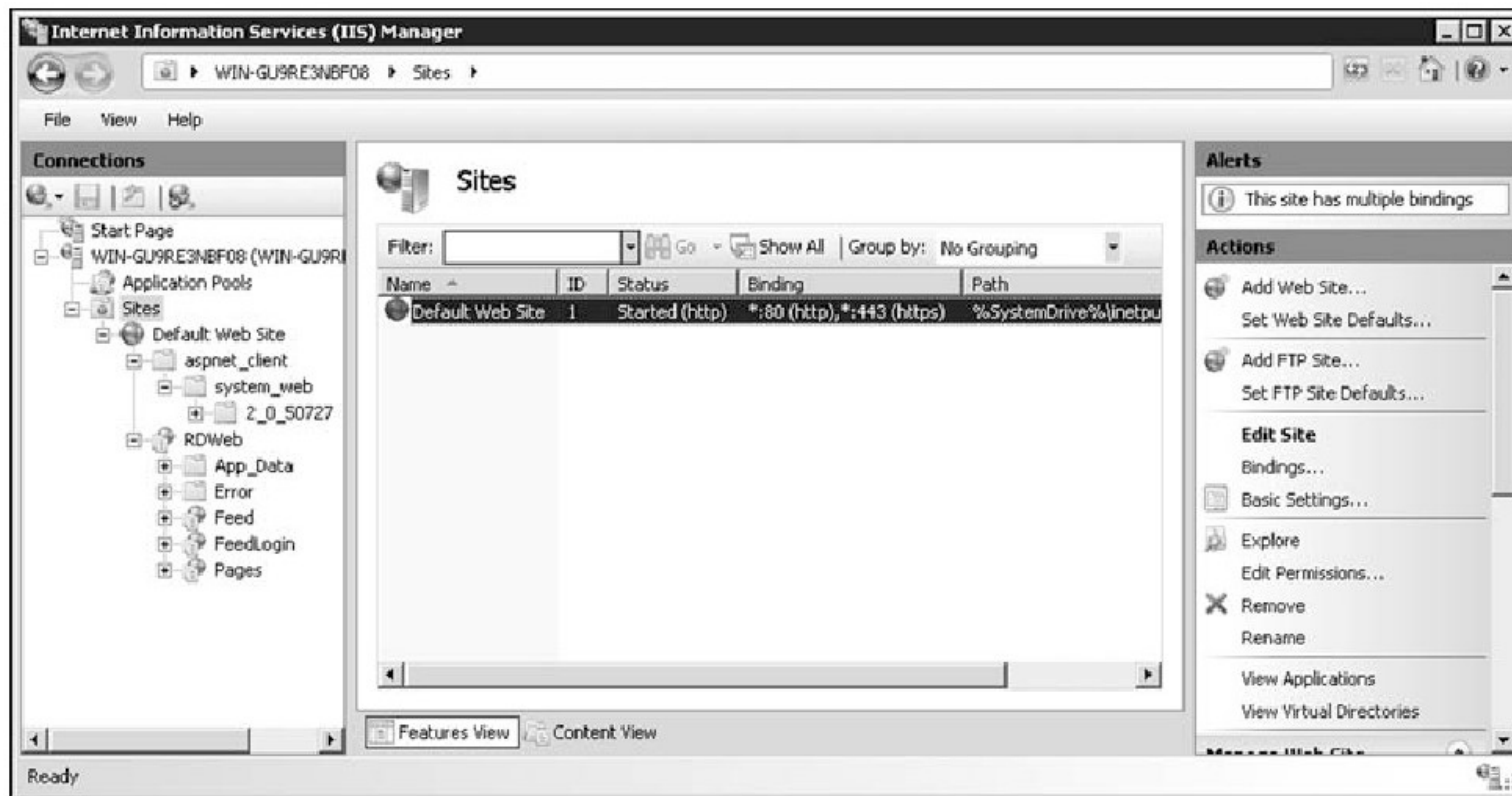 Internet Information Services (IIS) Manager
WIN-GU9RE3NBF08 Sites
File View Help
Connections
Start Page
WIN-GU9RE3NBF08 (WIN-GU9RE
Application Pools
Sites
Default Web Site
aspnet_client
system_web
2_0_50727
RDWeb
App_Data
Error
Feed
FeedLogin
Pages
Sites
Filter: Go Show All Group by: No Grouping
Name ID Status Binding Path
Default Web Site 1 Started (http) *:80 (http),*:443 (https) %SystemDrive%\inetpu
Features View Content View
Alerts
This site has multiple bindings
Actions
Add Web Site...
Set Web Site Defaults...
Add FTP Site...
Set FTP Site Defaults...
Edit Site
Bindings...
Basic Settings...
Explore
Edit Permissions...
Remove
Rename
View Applications
View Virtual Directories
Manage Web Site
Ready